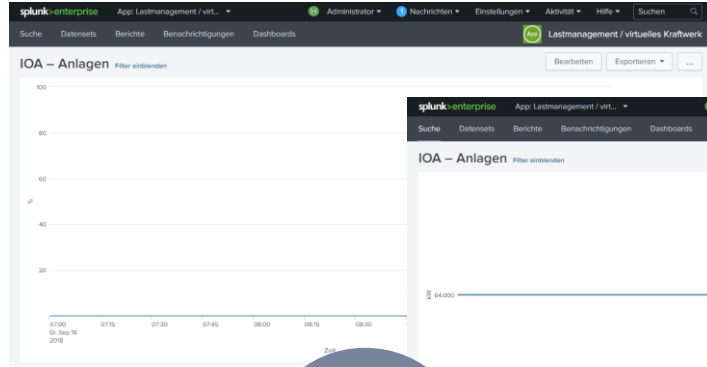 splunk>enterprise App: Lastmanagement / virt... Administrator 1 Nachrichten Einstellungen Aktivität Hilfe Suchen
Suche Datensets Berichte Benachrichtigungen Dashboards App Lastmanagement / virtuelles Kraftwerk
IOA – Anlagen Filter einblenden Bearbeiten Exportieren ...
100
80
60
%
40
20
07:00 07:15 07:30 07:45 08:00 08:15 08:30
Di. Sep 18
2018
Zeit
splunk>enterprise App: Lastmanagement / virt...
Suche Datensets Berichte Benachrichtigungen Dashboards
IOA – Anlagen Filter einblenden
kW 64.000